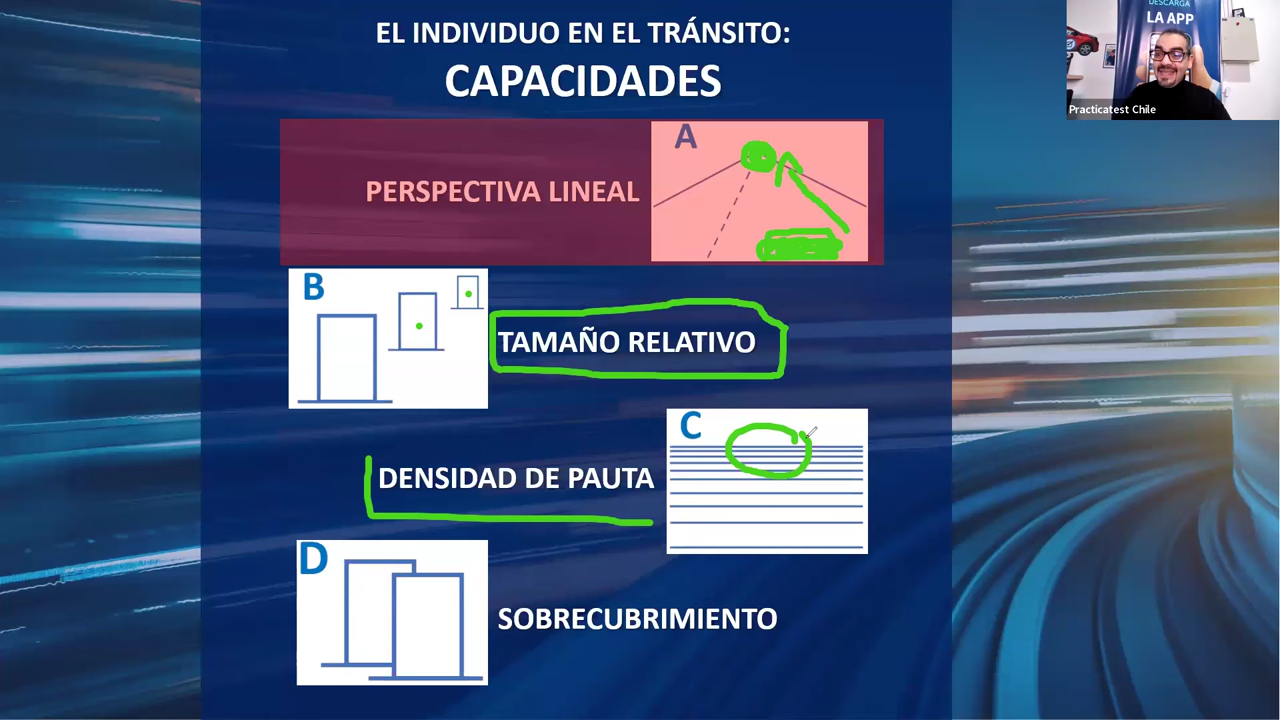 EL INDIVIDUO EN EL TRÁNSITO:
CAPACIDADES
DESCARGA
LA APP
Practicatest Chile
A
PERSPECTIVA LINEAL
B
TAMAÑO RELATIVO
C
DENSIDAD DE PAUTA
D
SOBRECUBRIMIENTO